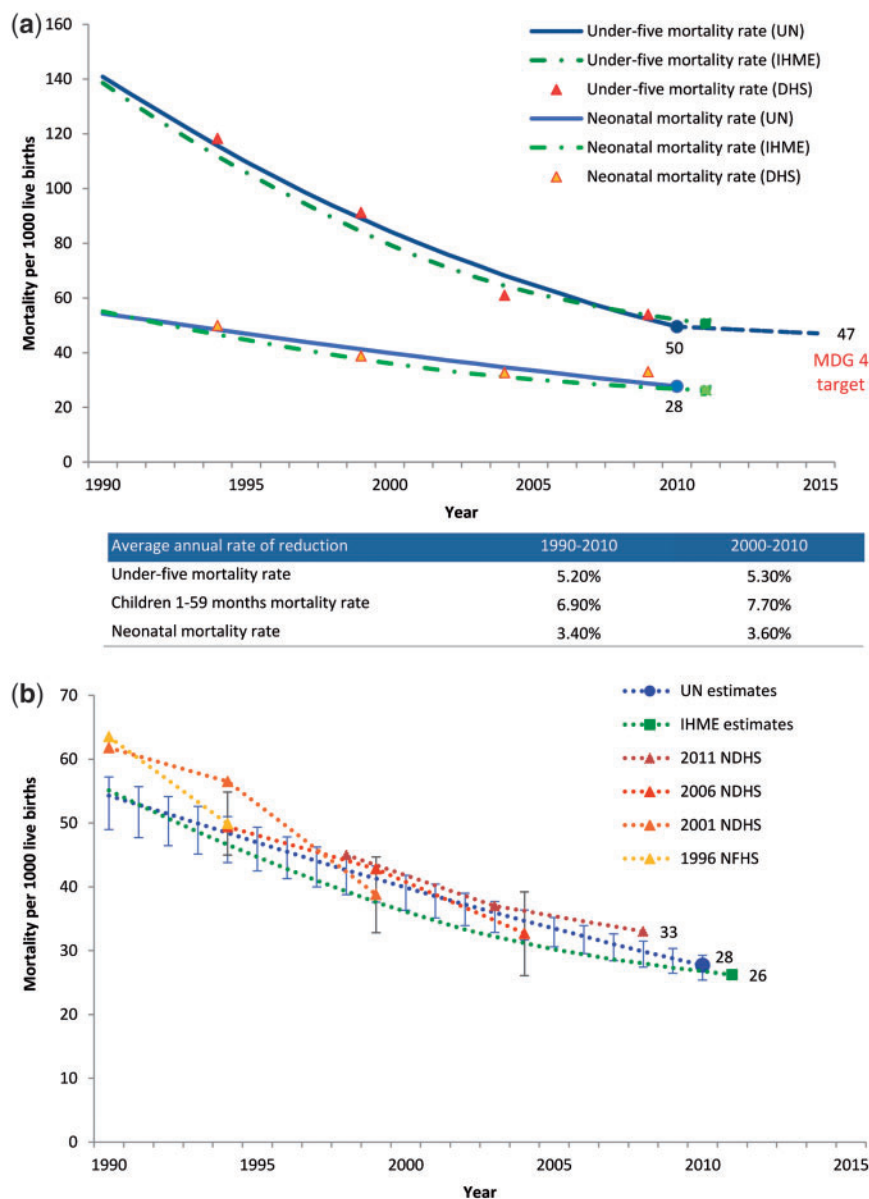 (a)
160
140
120
100
80
60
40
20
0
Mortality per 1000 live births
Under-five mortality rate (UN)
Under-five mortality rate (IHME)
Under-five mortality rate (DHS)
Neonatal mortality rate (UN)
Neonatal mortality rate (IHME)
Neonatal mortality rate (DHS)
50
28
47
MDG 4
target
1990 1995 2000 2005 2010 2015
Year
Average annual rate of reduction 1990-2010 2000-2010
Under-five mortality rate 5.20% 5.30%
Children 1-59 months mortality rate 6.90% 7.70%
Neonatal mortality rate 3.40% 3.60%
(b)
70
60
50
40
30
20
10
0
Mortality per 1000 live births
UN estimates
IHME estimates
2011 NDHS
2006 NDHS
2001 NDHS
1996 NFHS
33
28
26
1990 1995 2000 2005 2010 2015
Year